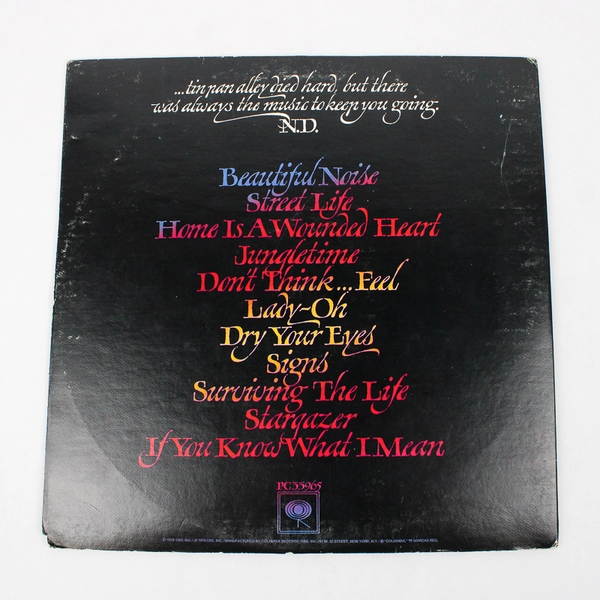 ...tin pan alley died hard, but there
was always the music to keep you going.
N.D.
Beautiful Noise
Street Life
Home Is A Wounded Heart
Jungletime
Don't Think...Feel
Lady-Oh
Dry Your Eyes
Signs
Surviving The Life
Stargazer
If You Know What I Mean
PC33965